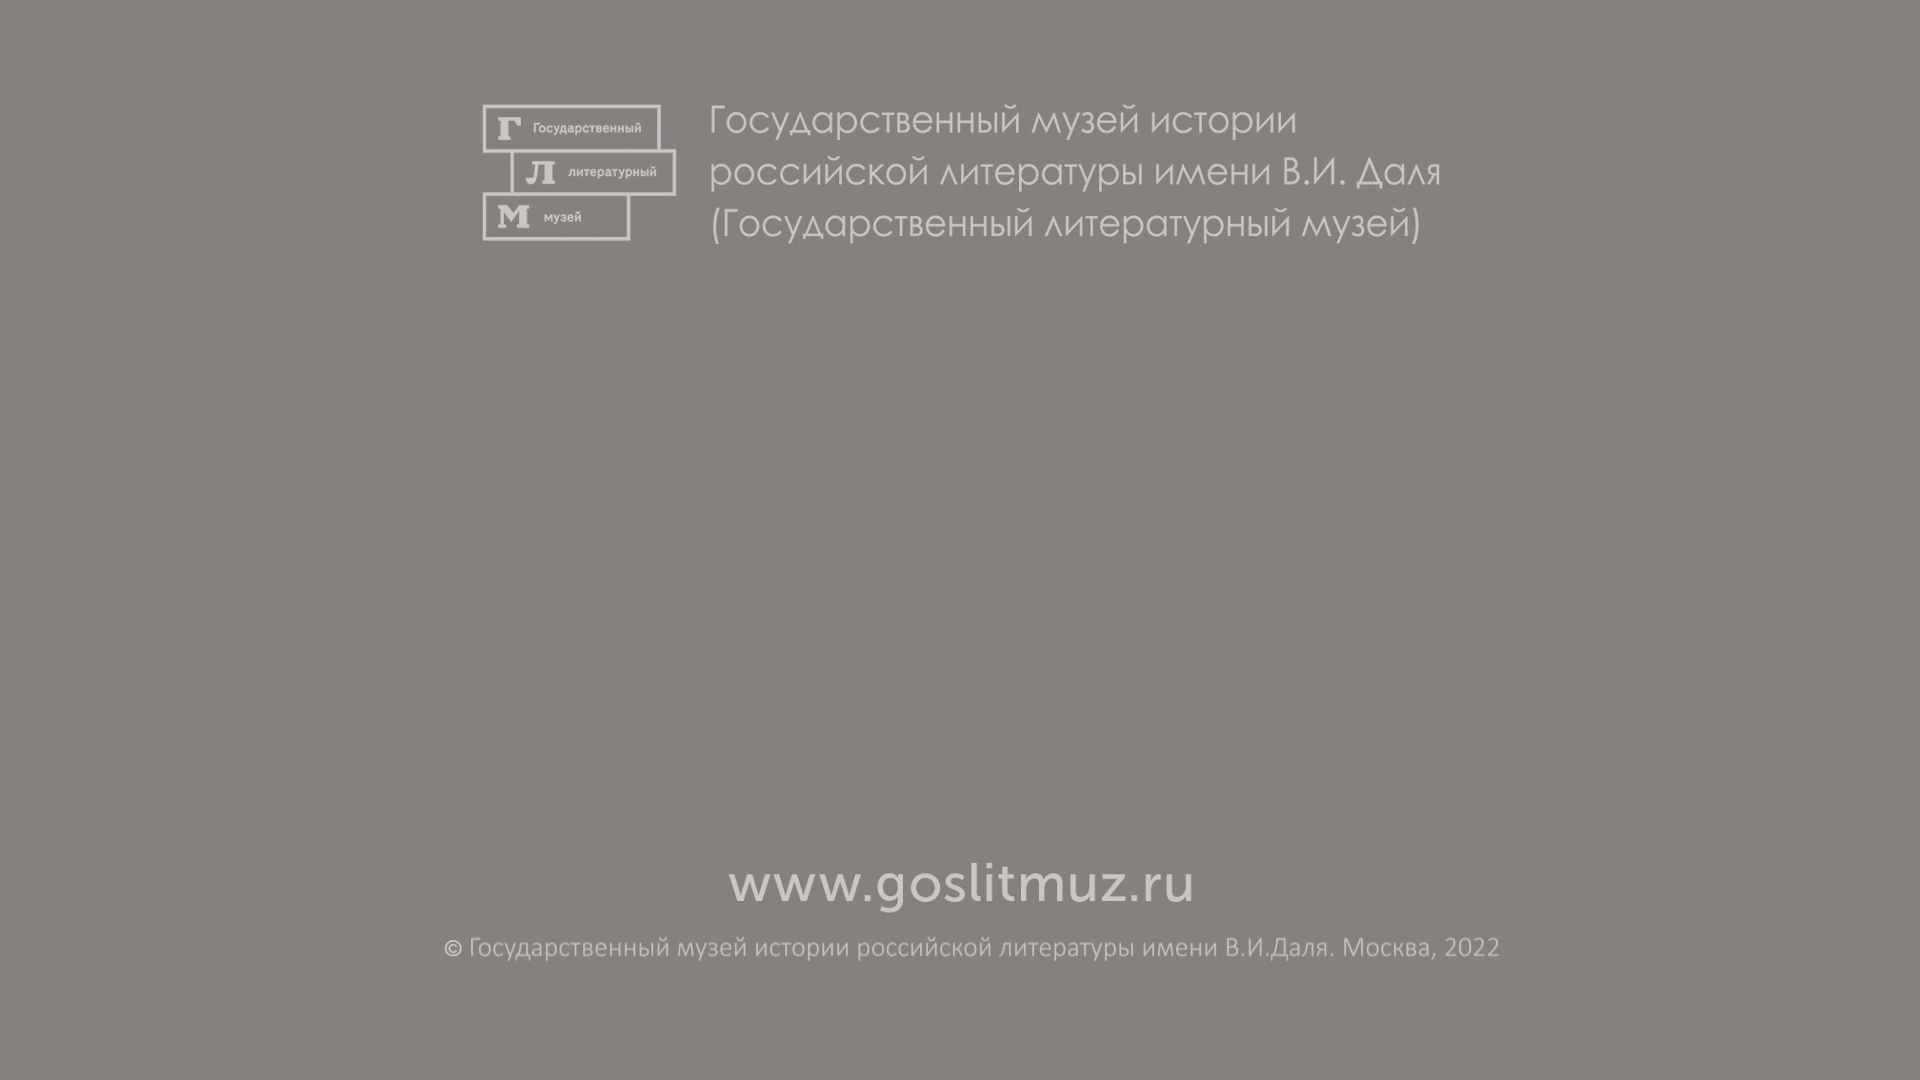 Г Государственный
Л литературный
М музей
Государственный музей истории
российской литературы имени В.И. Даля
(Государственный литературный музей)
www.goslitmuz.ru
© Государственный музей истории российской литературы имени В.И.Даля. Москва, 2022